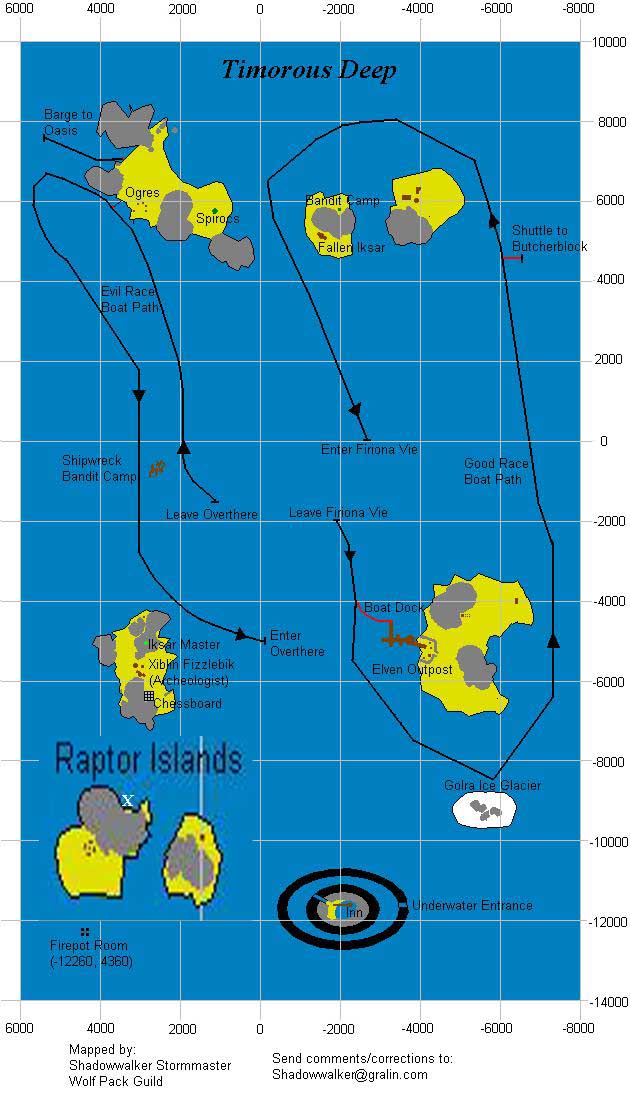 6000 4000 2000 0 -2000 -4000 -6000 -8000
10000
Timorous Deep
Barge to
Oasis
8000
Ogres
Spirocs
Bandit Camp
6000
Fallen Iksar
Shuttle to
Butcherblock
4000
Evil Race
Boat Path
2000
0
Enter Firiona Vie
Shipwreck
Bandit Camp
Good Race
Boat Path
Leave Overthere
Leave Firiona Vie
-2000
-4000
Boat Dock
Iksar Master
Enter
Overthere
Xiblin Fizzlebik
(Archeologist)
Elven Outpost
-6000
Chessboard
Raptor Islands
-8000
Golra Ice Glacier
X
-10000
Inn
Underwater Entrance
-12000
Firepot Room
(-12260, 4360)
-14000
6000 4000 2000 0 -2000 -4000 -6000 -8000
Mapped by:
Shadowwalker Stormmaster
Wolf Pack Guild
Send comments/corrections to:
Shadowwalker@gralin.com